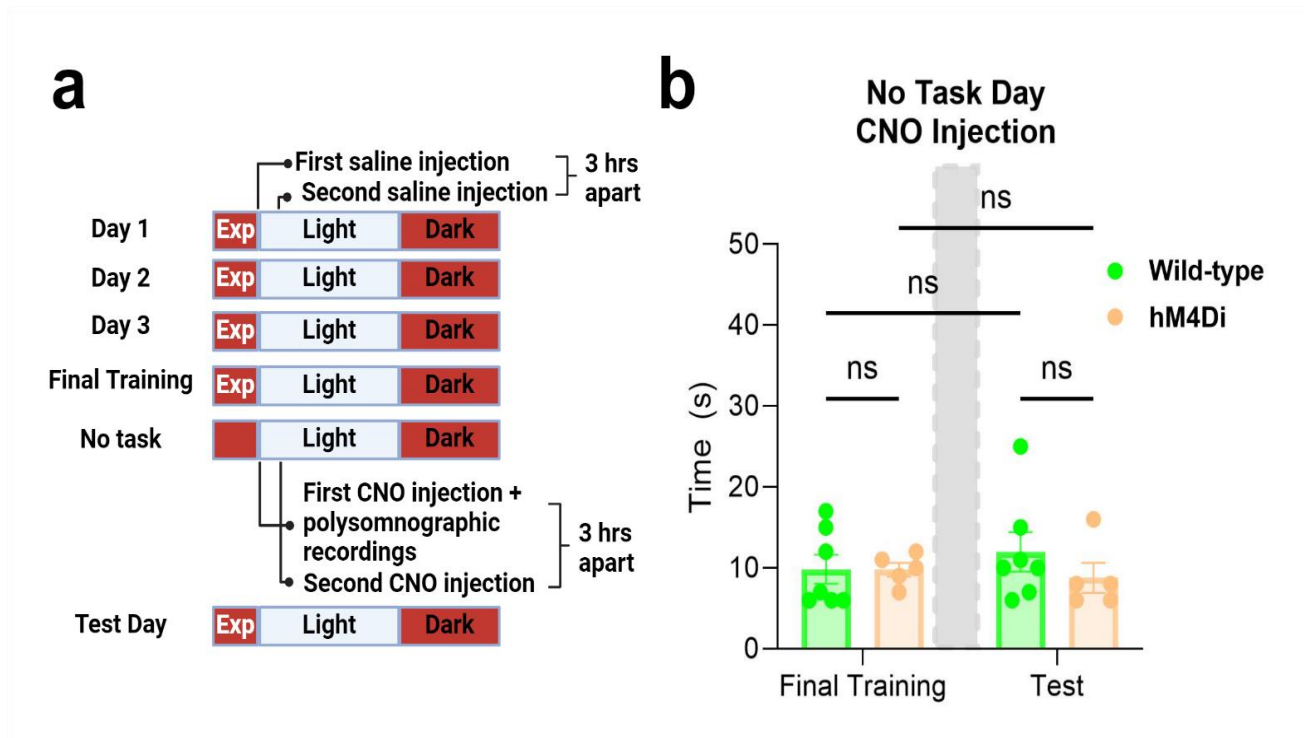 a
First saline injection
Second saline injection
3 hrs
apart
Day 1
Exp
Light
Dark
Day 2
Exp
Light
Dark
Day 3
Exp
Light
Dark
Final Training
Exp
Light
Dark
No task
Light
Dark
First CNO injection +
polysomnographic
recordings
Second CNO injection
3 hrs
apart
Test Day
Exp
Light
Dark
b
No Task Day
CNO Injection
ns
ns
ns
ns
Wild-type
hM4Di
Time (s)
50
40
30
20
10
0
Final Training
Test